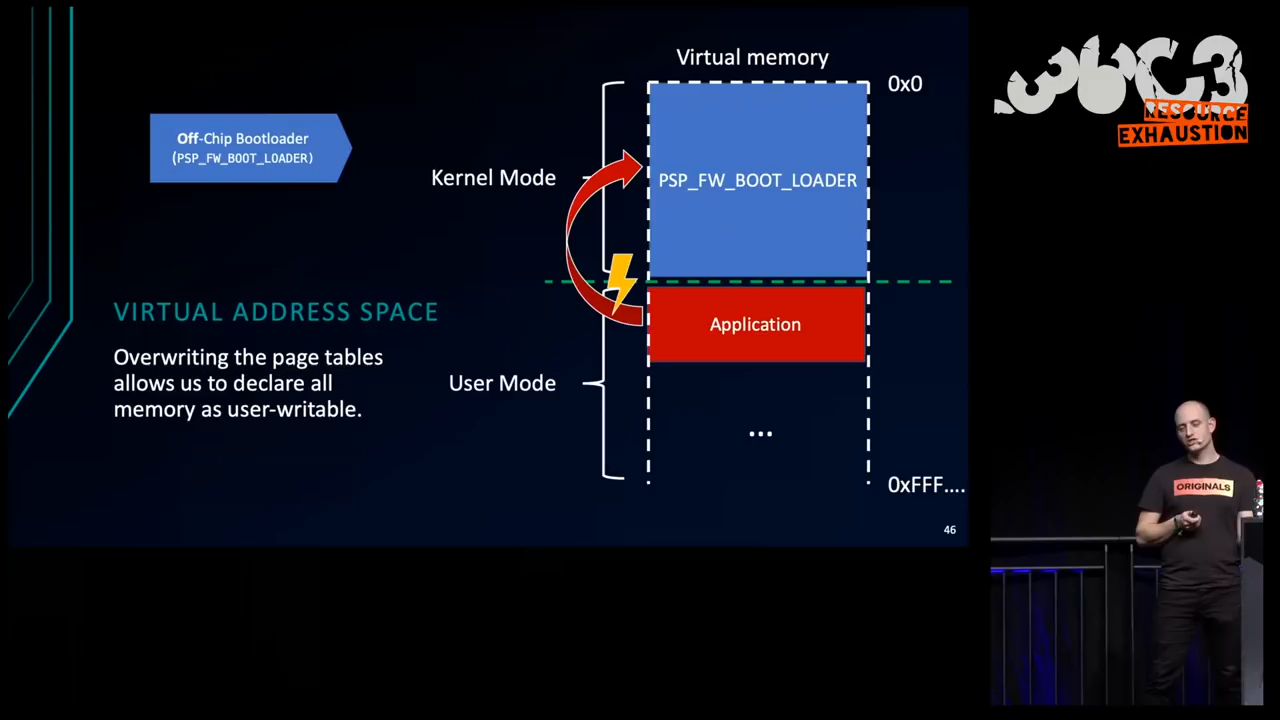 Virtual memory
0x0
Off-Chip Bootloader
(PSP_FW_BOOT_LOADER)
Kernel Mode
PSP_FW_BOOT_LOADER
VIRTUAL ADDRESS SPACE
Overwriting the page tables
allows us to declare all
memory as user-writable.
Application
User Mode
...
0xFFF....
46
36C3
RESOURCE
EXHAUSTION
ORIGINALS